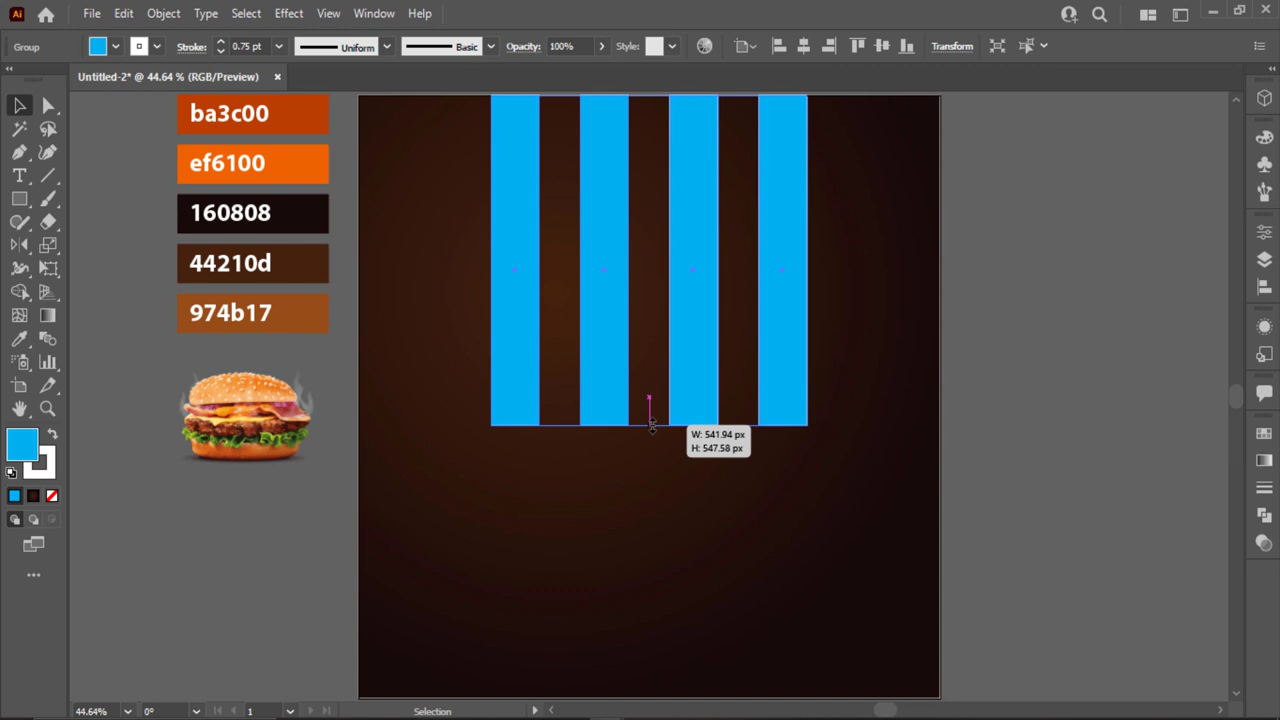 Ai File Edit Object Type Select Effect View Window Help
Group Stroke: 0.75 pt Uniform Basic Opacity: 100% Style: Transform
Untitled-2* @ 44.64 % (RGB/Preview)
ba3c00
ef6100
160808
44210d
974b17
W: 541.94 px
H: 547.58 px
44.64% 0° 1 Selection